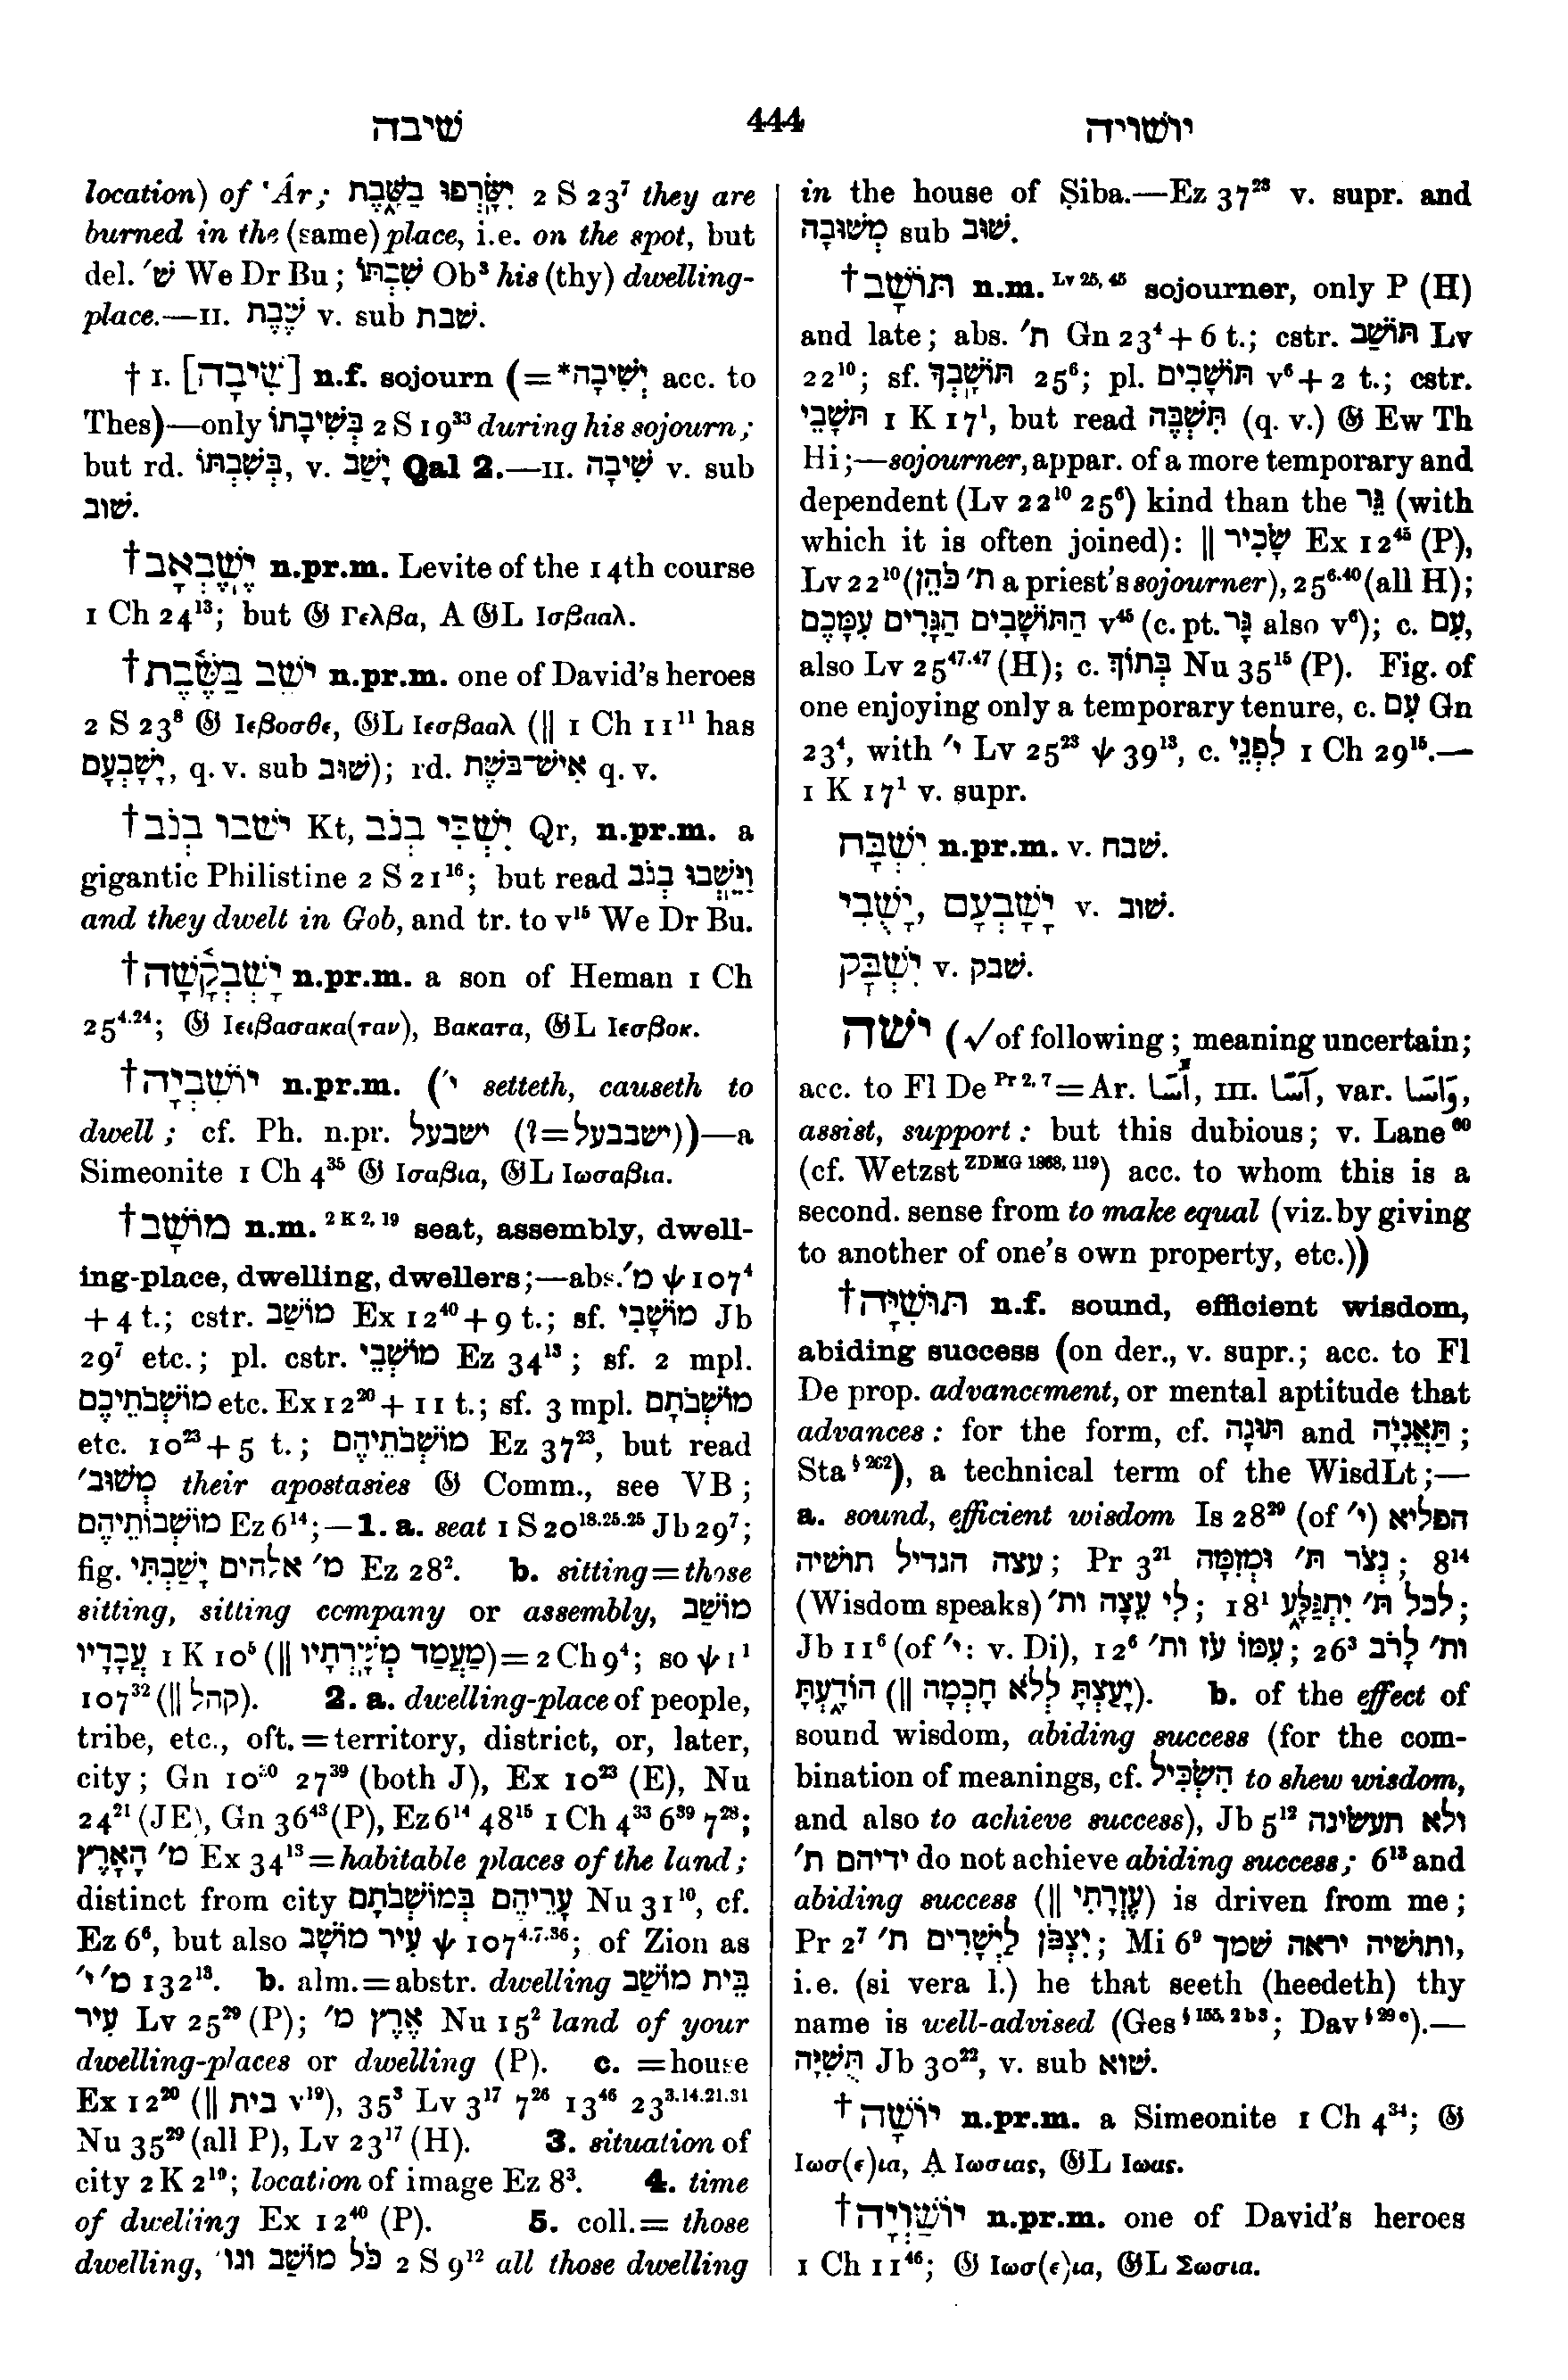 שׁיבה
444
יושׁויה
location) of ʿÂr; יִשָּׂרְפוּ בַּשָּׁ֑בֶת 2 S 23⁷ they are
burned in the (same) place, i.e. on the spot, but
del. שׁ׳ We Dr Bu; שִׁבְתּוֹ Ob³ his (thy) dwelling-
place.—II. שֶׁבֶת v. sub שׁבת.
† I. [שִׁיבָה] n.f. sojourn (=*יְשִׁיבָה acc. to
Thes)—only בְּשִׁיבָתוֹ 2 S 19³³ during his sojourn;
but rd. בְּשִׁבְתּוֹ, v. יָשַׁב Qal 2.—II. שִׁיבָה v. sub
שׁוב.
†יֶשֶׁבְאָב n.pr.m. Levite of the 14th course
1 Ch 24¹³; but 𝔊 Γελβα, A 𝔊L Ισβααλ.
†ישֵׁב בַּשֶּׁ֫בֶת n.pr.m. one of David's heroes
2 S 23⁸ 𝔊 Ιεβοσθε, 𝔊L Ιεσβααλ (‖ 1 Ch 11¹¹ has
יָשָׁבְעָם, q.v. sub שׁוּב); rd. אִישׁ־בּשֶׁת q.v.
†ישׁבו בְנֹב Kt, יִשְׁבִּי בְנֹב Qr, n.pr.m. a
gigantic Philistine 2 S 21¹⁶; but read וַיֵּשְׁבוּ בְנֹב
and they dwelt in Gob, and tr. to v¹⁵ We Dr Bu.
†יָשְׁבְּקָ֫שָׁה n.pr.m. a son of Heman 1 Ch
25⁴·²⁴; 𝔊 Ιειβασακα(ταν), Βακατα, 𝔊L Ιεσβοκ.
†יוֹשִׁבְיָה n.pr.m. (י׳ setteth, causeth to
dwell; cf. Ph. n.pr. ישבעל (?=ישבבעל))—a
Simeonite 1 Ch 4³⁵ 𝔊 Ισαβια, 𝔊L Ιωσαβια.
†מוֹשָׁב n.m. ²ᴷ²,¹⁹ seat, assembly, dwell-
ing-place, dwelling, dwellers;—abs. מ׳ ψ 107⁴
+4 t.; cstr. מוֹשַׁב Ex 12⁴⁰+9 t.; sf. מוֹשָׁבִי Jb
29⁷ etc.; pl. cstr. מוֹשְׁבֵי Ez 34¹³; sf. 2 mpl.
מוֹשְׁבֹתֵיכֶם etc. Ex 12²⁰+11 t.; sf. 3 mpl. מוֹשְׁבֹתָם
etc. 10²³+5 t.; מוֹשְׁבֹתֵיהֶם Ez 37²³, but read
מְשׁוּב׳ their apostasies 𝔊 Comm., see VB;
מוֹשְׁבוֹתֵיהֶם Ez 6¹⁴;—1. a. seat 1 S 20¹⁸·²⁵·²⁵ Jb 29⁷;
fig. מ׳ אלהים יָשַׁבְתִּי Ez 28². b. sitting=those
sitting, sitting company or assembly, מוֹשַׁב
עֲבָדָיו 1 K 10⁵ (‖ מַעֲמַד מְשָׁרְתָיו)=2 Ch 9⁴; so ψ 1¹
107³² (‖ קהל). 2. a. dwelling-place of people,
tribe, etc., oft.=territory, district, or, later,
city; Gn 10³⁰ 27³⁹ (both J), Ex 10²³ (E), Nu
24²¹ (JE), Gn 36⁴³ (P), Ez 6¹⁴ 48¹⁵ 1 Ch 4³³ 6³⁹ 7²⁸;
מ׳ הָאָרֶץ Ex 34¹³=habitable places of the land;
distinct from city עָרֵיהֶם בְּמוֹשְׁבֹתָם Nu 31¹⁰, cf.
Ez 6⁶, but also עִיר מוֹשָׁב ψ 107⁴·⁷·³⁶; of Zion as
מ׳ י׳ 132¹³. b. alm.=abstr. dwelling בֵּית מוֹשַׁב
עִיר Lv 25²⁹ (P); אֶרֶץ מ׳ Nu 15² land of your
dwelling-places or dwelling (P). c. =house
Ex 12²⁰ (‖ בית v¹⁹), 35³ Lv 3¹⁷ 7²⁶ 13⁴⁶ 23³·¹⁴·²¹·³¹
Nu 35²⁹ (all P), Lv 23¹⁷ (H). 3. situation of
city 2 K 2¹⁹; location of image Ez 8³. 4. time
of dwelling Ex 12⁴⁰ (P). 5. coll.= those
dwelling, כֹּל מוֹשַׁב וגו׳ 2 S 9¹² all those dwelling
in the house of Ṣiba.—Ez 37²³ v. supr. and
מְשׁוּבָה sub שׁוּב.
†תּוֹשָׁב n.m. ᴸᵛ²⁵,⁴⁵ sojourner, only P (H)
and late; abs. ת׳ Gn 23⁴+6 t.; cstr. תּוֹשַׁב Lv
22¹⁰; sf. תּוֹשָׁבְךָ 25⁶; pl. תּוֹשָׁבִים v⁶+2 t.; cstr.
תּשָׁבֵי 1 K 17¹, but read תִּשְׁבֶּה (q. v.) 𝔊 Ew Th
Hi;—sojourner, appar. of a more temporary and
dependent (Lv 22¹⁰ 25⁶) kind than the גֵּר (with
which it is often joined): ‖ שָׂכִיר Ex 12⁴⁵ (P),
Lv 22¹⁰ (ת׳ כֹּהֵן a priest's sojourner), 25⁶·⁴⁰ (all H);
הַתּוֹשָׁבִים הַגָּרִים עִמָּכֶם v⁴⁵ (c. pt. גָּר also v⁶); c. עִם,
also Lv 25⁴⁷·⁴⁷ (H); c. בְּתוֹךְ Nu 35¹⁵ (P). Fig. of
one enjoying only a temporary tenure, c. עִם Gn
23⁴, with י׳ Lv 25²³ ψ 39¹³, c. לִפְנֵי 1 Ch 29¹⁵.—
1 K 17¹ v. supr.
יִשְׁבָּח n.pr.m. v. שׁבח.
יָשֻׁבִי, יָשָׁבְעָם v. שׁוב.
יִשְׁבָּק v. שׁבק.
ישׁה (√ of following; meaning uncertain;
acc. to Fl De ᴾʳ²,⁷=Ar. أَسَا, III. آسَا, var. وَاسَا,
assist, support: but this dubious; v. Lane⁶⁰
(cf. Wetzst ZDMG 1868, 119) acc. to whom this is a
second. sense from to make equal (viz. by giving
to another of one's own property, etc.))
†תּוּשִׁיָּה n.f. sound, efficient wisdom,
abiding success (on der., v. supr.; acc. to Fl
De prop. advancement, or mental aptitude that
advances: for the form, cf. תּוּגָה and תַּאֲנִיָּה;
Sta §262), a technical term of the WisdLt;—
a. sound, efficient wisdom Is 28²⁹ (of י׳) הפליא
עצה הגדיל תושׁיה; Pr 3²¹ נְצֹר תּ׳ וּמְזִמָּה; 8¹⁴
(Wisdom speaks) לִי עֵצָה ות׳; 18¹ לכל תּ׳ יִתְגַּלָּ֑ע;
Jb 11⁶ (of י׳: v. Di), 12⁶ עִמּוֹ עֹז ות׳; 26³ ות׳ לָרֹב
הוֹדָ֑עְתָּ (‖ יָעַצְתָּ לְלֹא חָכְמָה). b. of the effect of
sound wisdom, abiding success (for the com-
bination of meanings, cf. הִשְׂכִּיל to shew wisdom,
and also to achieve success), Jb 5¹² ולא תעשׂינה
ידיהם ת׳ do not achieve abiding success; 6¹³ and
abiding success (‖ עֶזְרָתִי) is driven from me;
Pr 2⁷ יִצְפֹּן לַיְשָׁרִים ת׳; Mi 6⁹ ותושׁיה יראה שׁמך,
i.e. (si vera l.) he that seeth (heedeth) thy
name is well-advised (Ges §155, 2 b 3; Dav §29 e).—
תֻּשִׁיָּה Jb 30²², v. sub שׁוא.
†יוֹשָׁה n.pr.m. a Simeonite 1 Ch 4³⁴; 𝔊
Ιωσ(ε)ια, A Ιωσιας, 𝔊L Ιωας.
†יוֹשַׁוְיָה n.pr.m. one of David's heroes
1 Ch 11⁴⁶; 𝔊 Ιωσ(ε)ια, 𝔊L Σωσια.